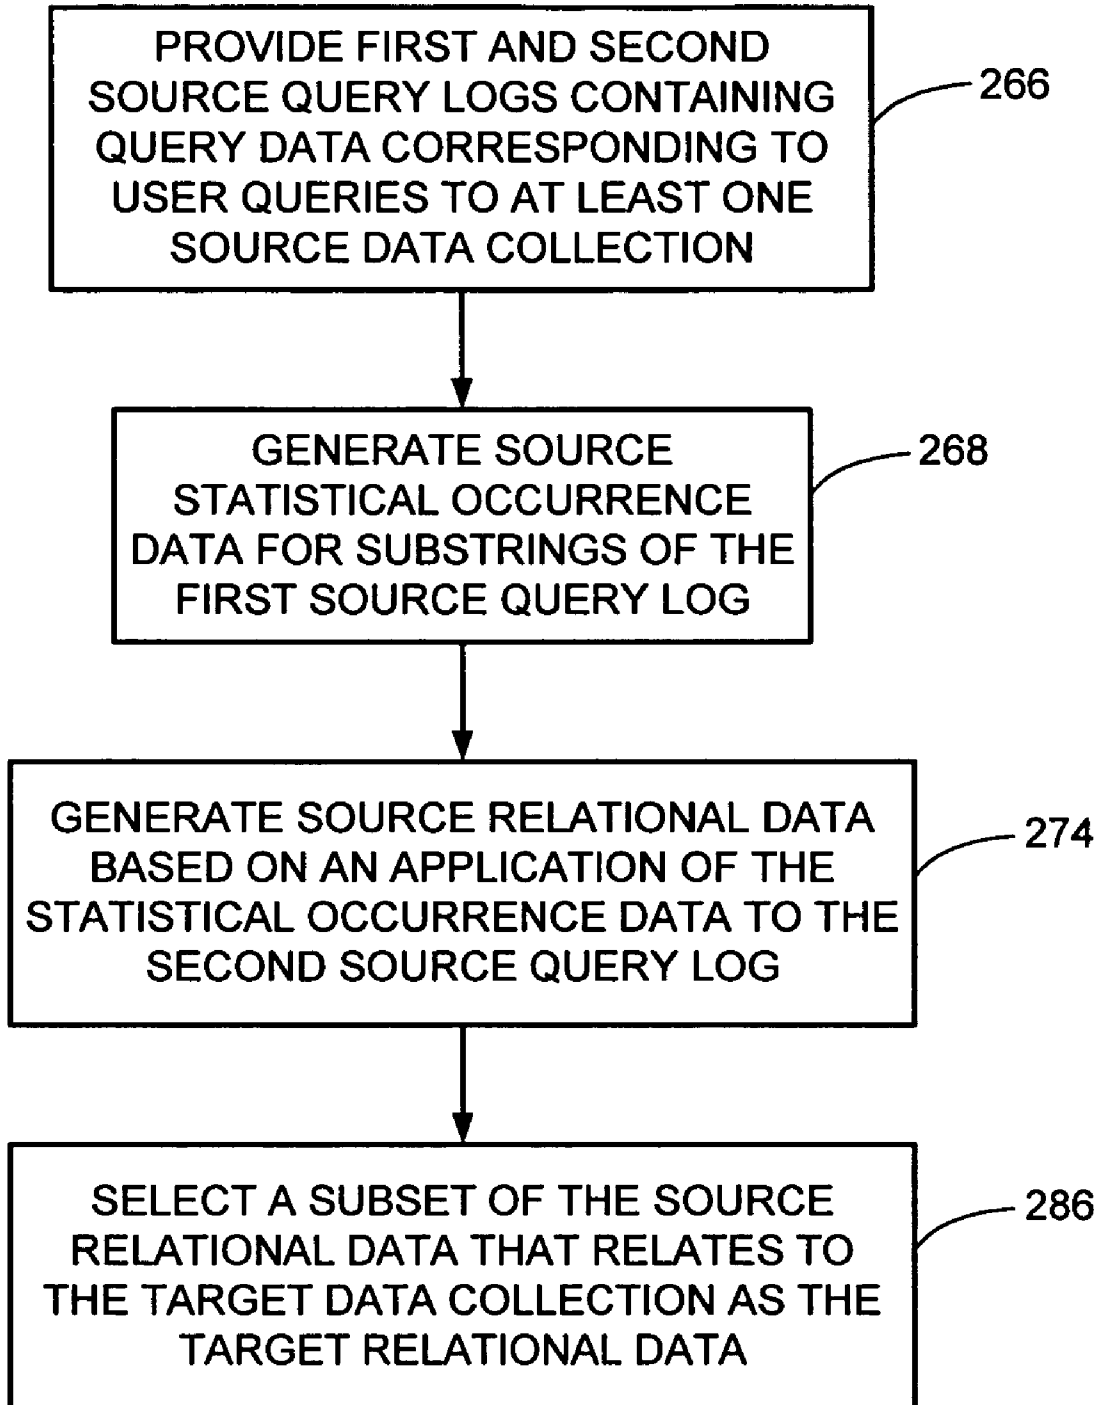 PROVIDE FIRST AND SECOND
SOURCE QUERY LOGS CONTAINING
QUERY DATA CORRESPONDING TO
USER QUERIES TO AT LEAST ONE
SOURCE DATA COLLECTION
266
GENERATE SOURCE
STATISTICAL OCCURRENCE
DATA FOR SUBSTRINGS OF THE
FIRST SOURCE QUERY LOG
268
GENERATE SOURCE RELATIONAL DATA
BASED ON AN APPLICATION OF THE
STATISTICAL OCCURRENCE DATA TO THE
SECOND SOURCE QUERY LOG
274
SELECT A SUBSET OF THE SOURCE
RELATIONAL DATA THAT RELATES TO
THE TARGET DATA COLLECTION AS THE
TARGET RELATIONAL DATA
286